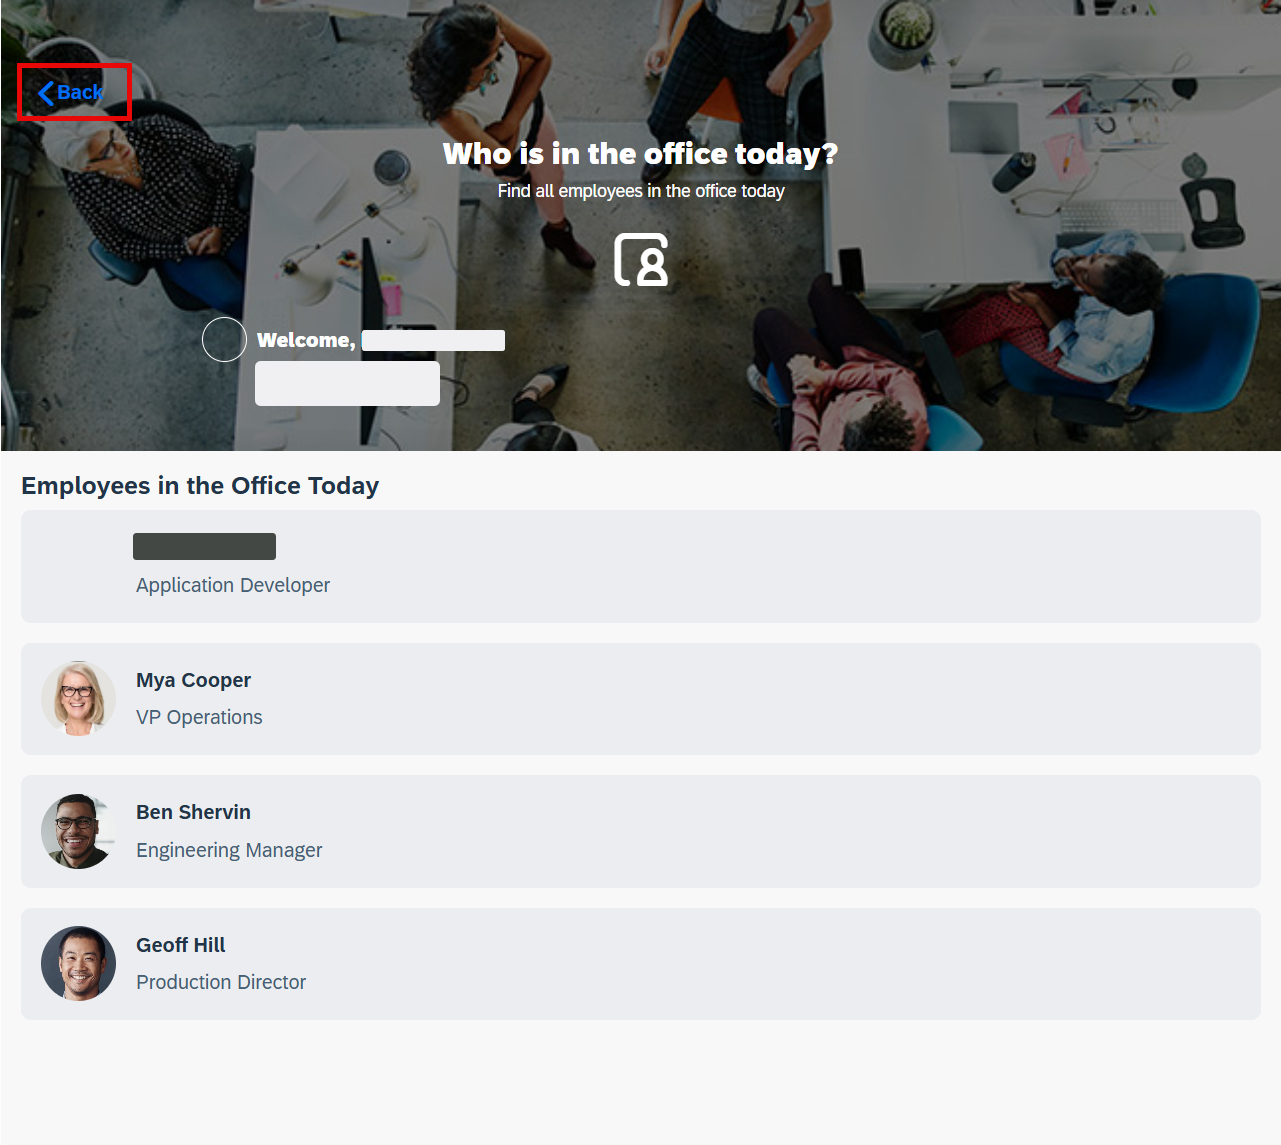 Back
Who is in the office today?
Find all employees in the office today
Welcome,
Employees in the Office Today
Application Developer
Mya Cooper
VP Operations
Ben Shervin
Engineering Manager
Geoff Hill
Production Director